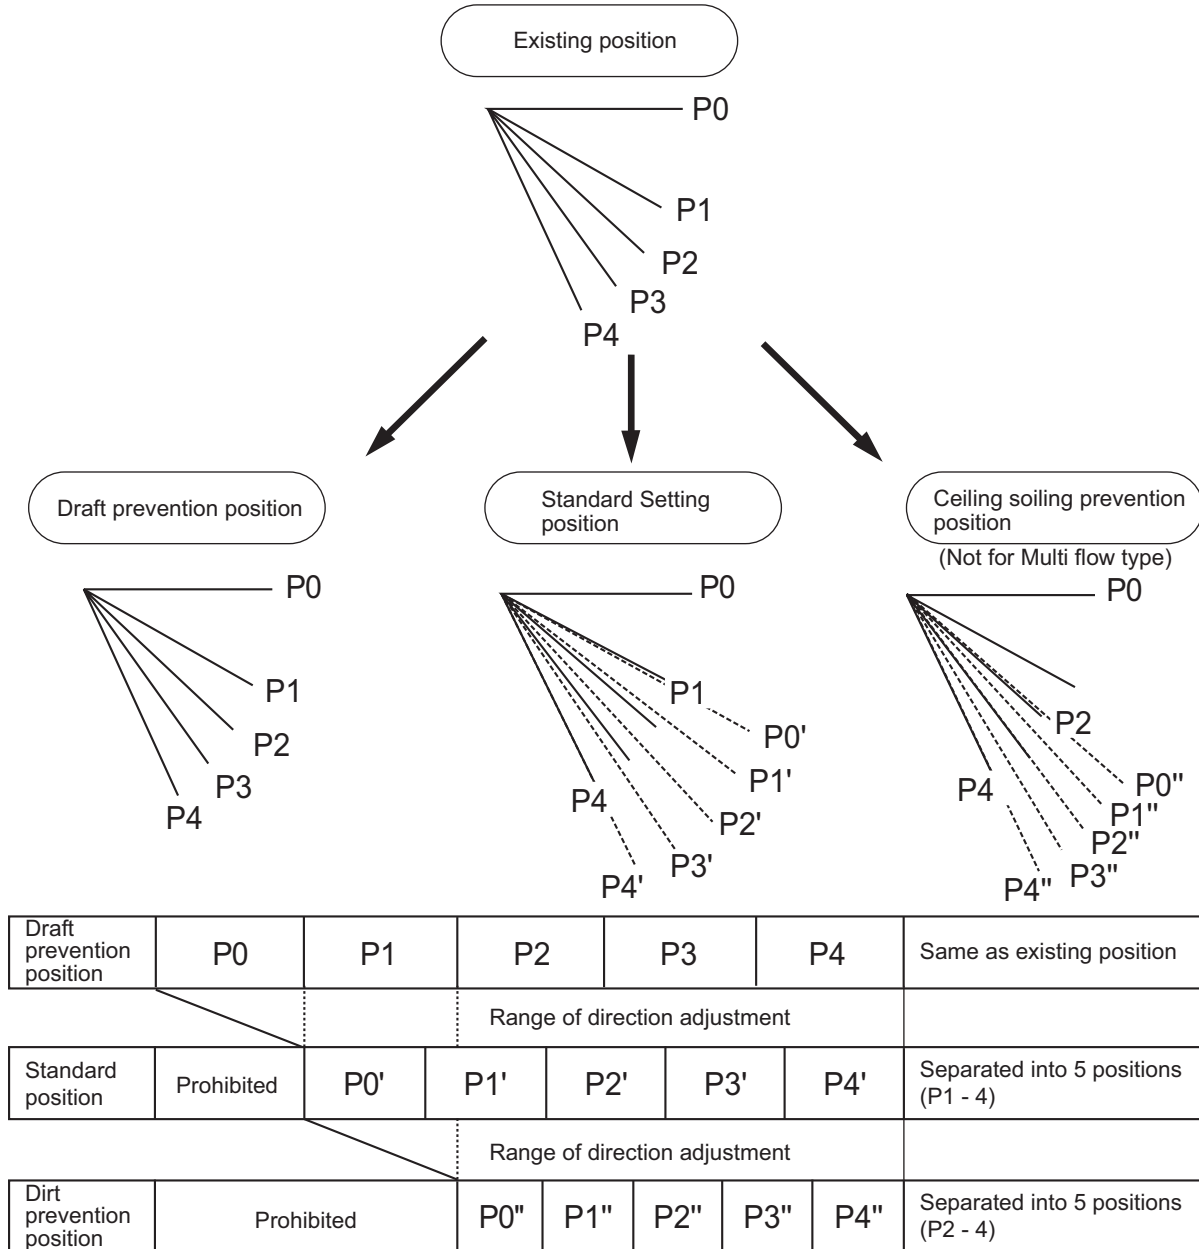 Existing position
P0
P1
P2
P3
P4
Draft prevention position
P0
P1
P2
P3
P4
Standard Setting
position
P0
P1
P0'
P1'
P4
P2'
P3'
P4'
Ceiling soiling prevention
position
(Not for Multi flow type)
P0
P2
P4
P0"
P1"
P2"
P3"
P4"
Draft
prevention
position
P0 P1 P2 P3 P4 Same as existing position
Range of direction adjustment
Standard
position
Prohibited P0' P1' P2' P3' P4'
Separated into 5 positions
(P1 - 4)
Range of direction adjustment
Dirt
prevention
position
Prohibited P0" P1" P2" P3" P4"
Separated into 5 positions
(P2 - 4)